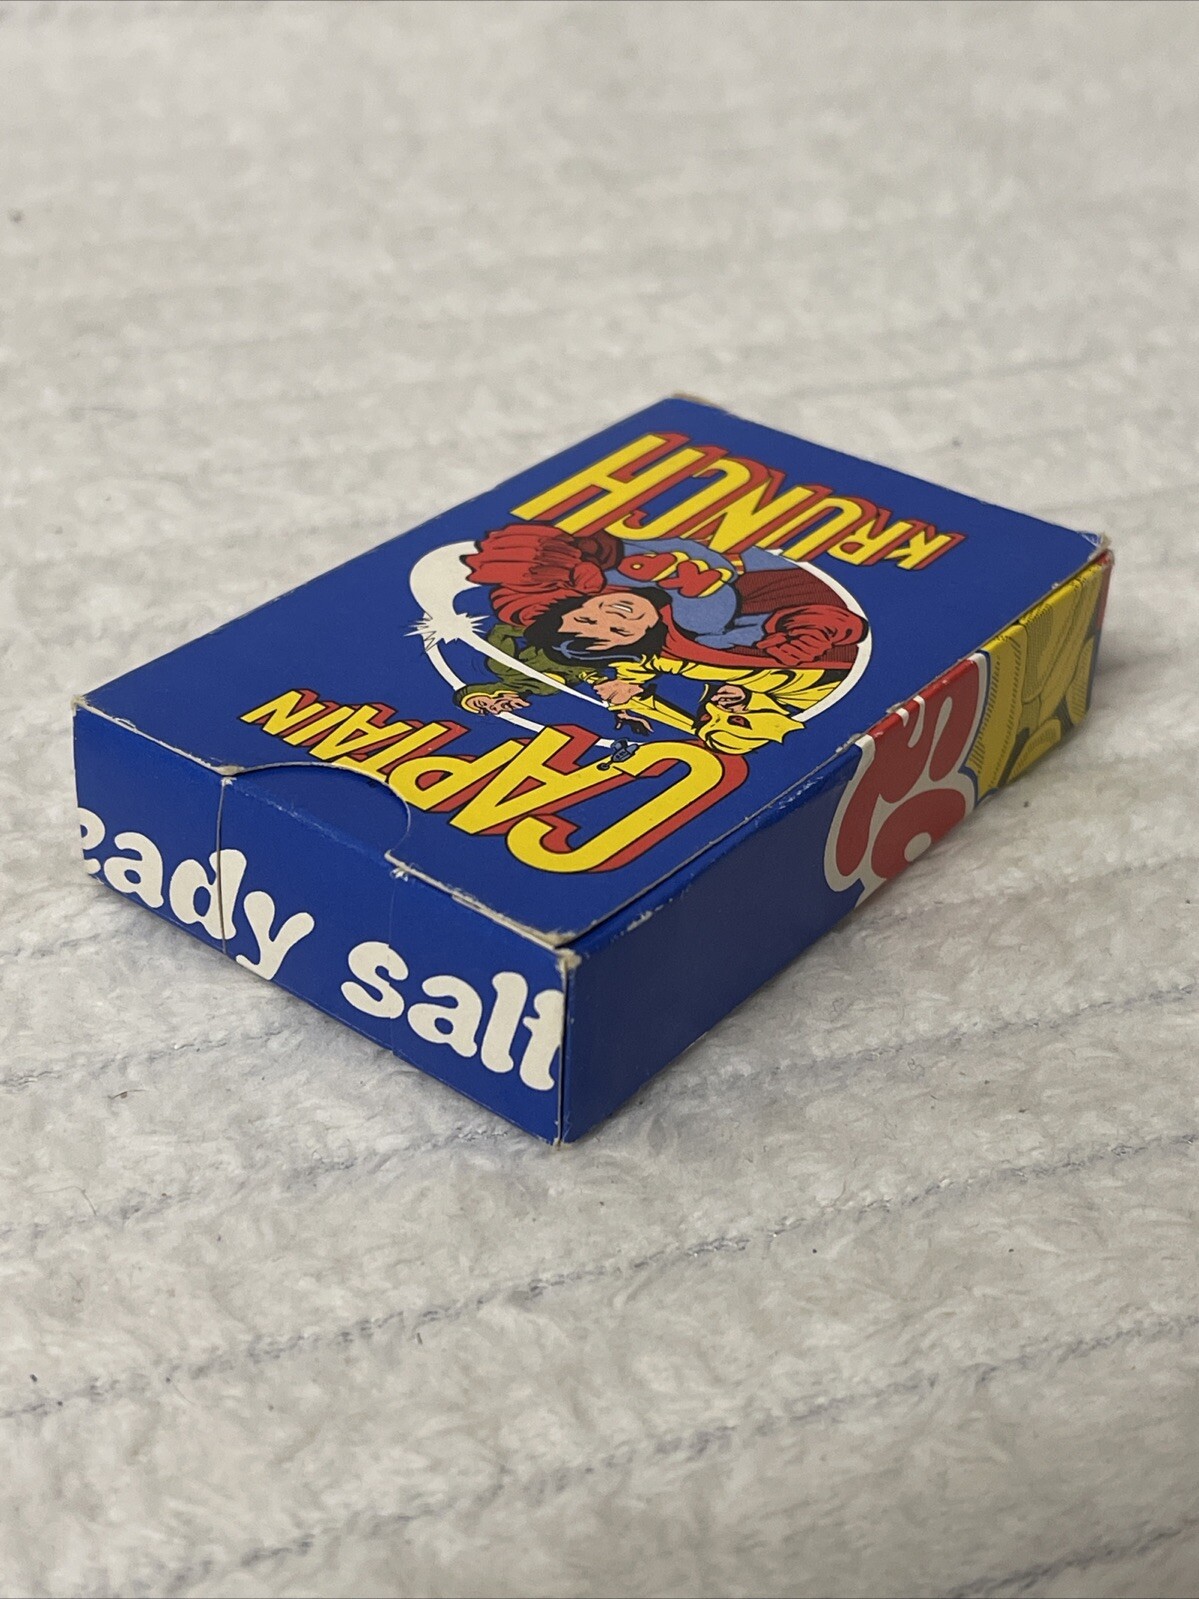 CAPTAIN
KRUNCH
KP
eady salt